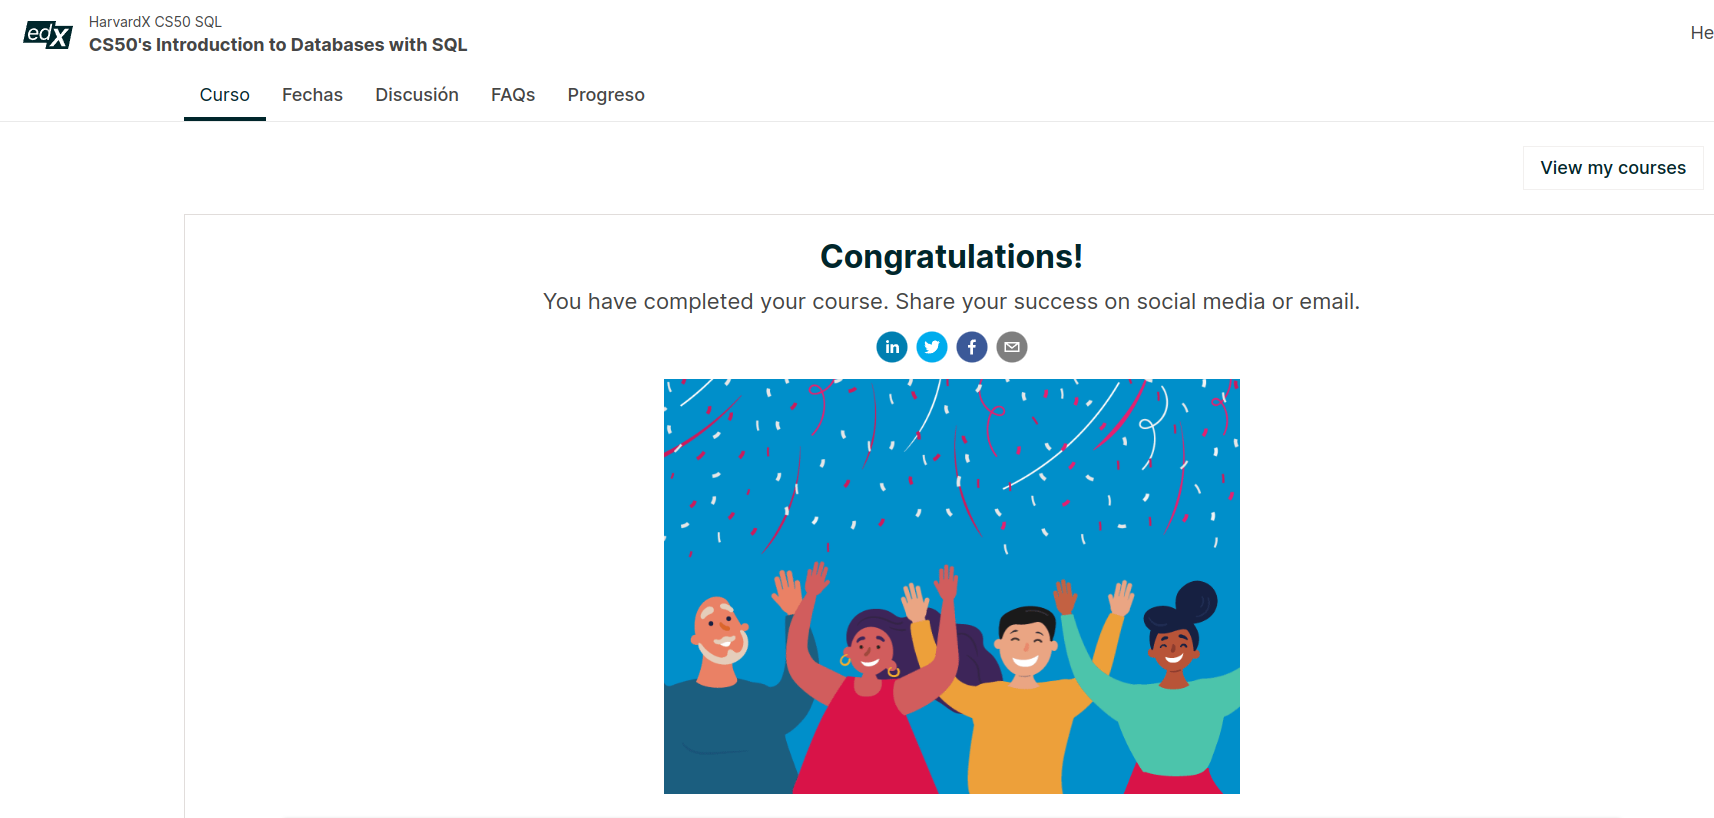 edX
HarvardX CS50 SQL
CS50's Introduction to Databases with SQL
He
Curso
Fechas
Discusión
FAQs
Progreso
View my courses
Congratulations!
You have completed your course. Share your success on social media or email.
in
f